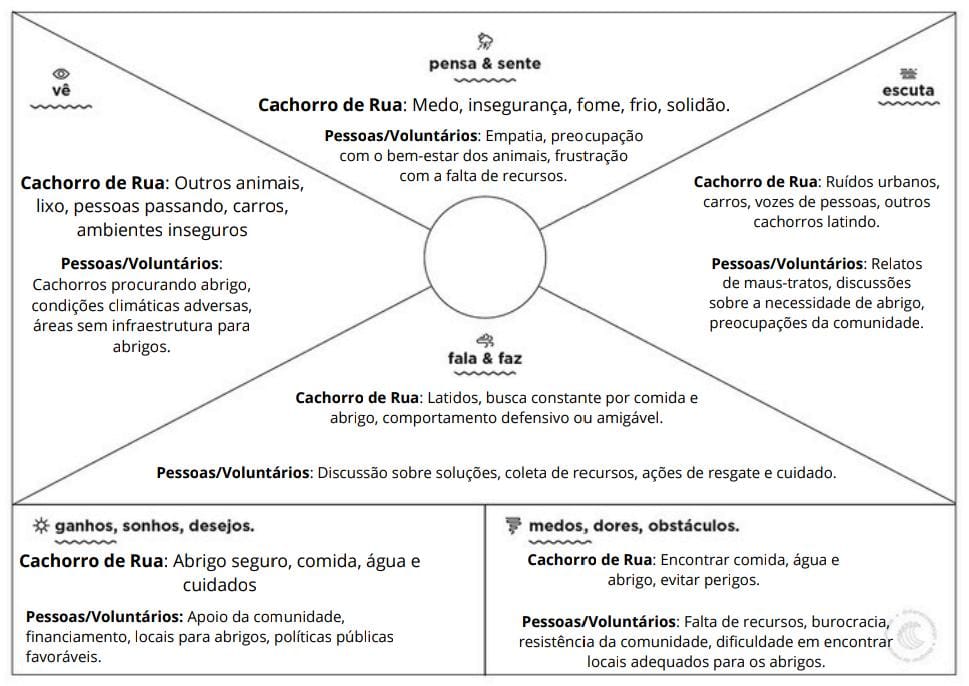 pensa & sente
Cachorro de Rua: Medo, insegurança, fome, frio, solidão.
Pessoas/Voluntários: Empatia, preocupação
com o bem-estar dos animais, frustração
com a falta de recursos.
vê
Cachorro de Rua: Outros animais,
lixo, pessoas passando, carros,
ambientes inseguros
Pessoas/Voluntários:
Cachorros procurando abrigo,
condições climáticas adversas,
áreas sem infraestrutura para
abrigos.
escuta
Cachorro de Rua: Ruídos urbanos,
carros, vozes de pessoas, outros
cachorros latindo.
Pessoas/Voluntários: Relatos
de maus-tratos, discussões
sobre a necessidade de abrigo,
preocupações da comunidade.
fala & faz
Cachorro de Rua: Latidos, busca constante por comida e
abrigo, comportamento defensivo ou amigável.
Pessoas/Voluntários: Discussão sobre soluções, coleta de recursos, ações de resgate e cuidado.
ganhos, sonhos, desejos.
Cachorro de Rua: Abrigo seguro, comida, água e
cuidados
Pessoas/Voluntários: Apoio da comunidade,
financiamento, locais para abrigos, políticas públicas
favoráveis.
medos, dores, obstáculos.
Cachorro de Rua: Encontrar comida, água e
abrigo, evitar perigos.
Pessoas/Voluntários: Falta de recursos, burocracia,
resistência da comunidade, dificuldade em encontrar
locais adequados para os abrigos.